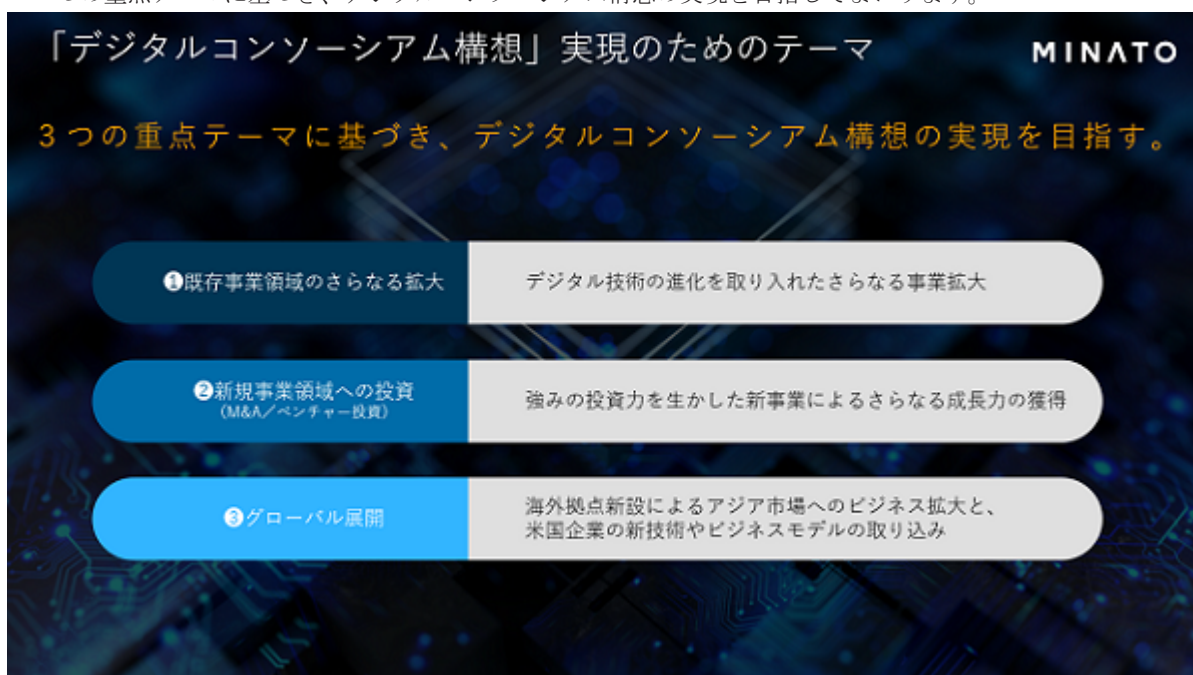 「デジタルコンソーシアム構想」実現のためのテーマ
MINATO
3つの重点テーマに基づき、デジタルコンソーシアム構想の実現を目指す。
❶既存事業領域のさらなる拡大
デジタル技術の進化を取り入れたさらなる事業拡大
❷新規事業領域への投資
(M&A/ベンチャー投資)
強みの投資力を生かした新事業によるさらなる成長力の獲得
❸グローバル展開
海外拠点新設によるアジア市場へのビジネス拡大と、
米国企業の新技術やビジネスモデルの取り込み